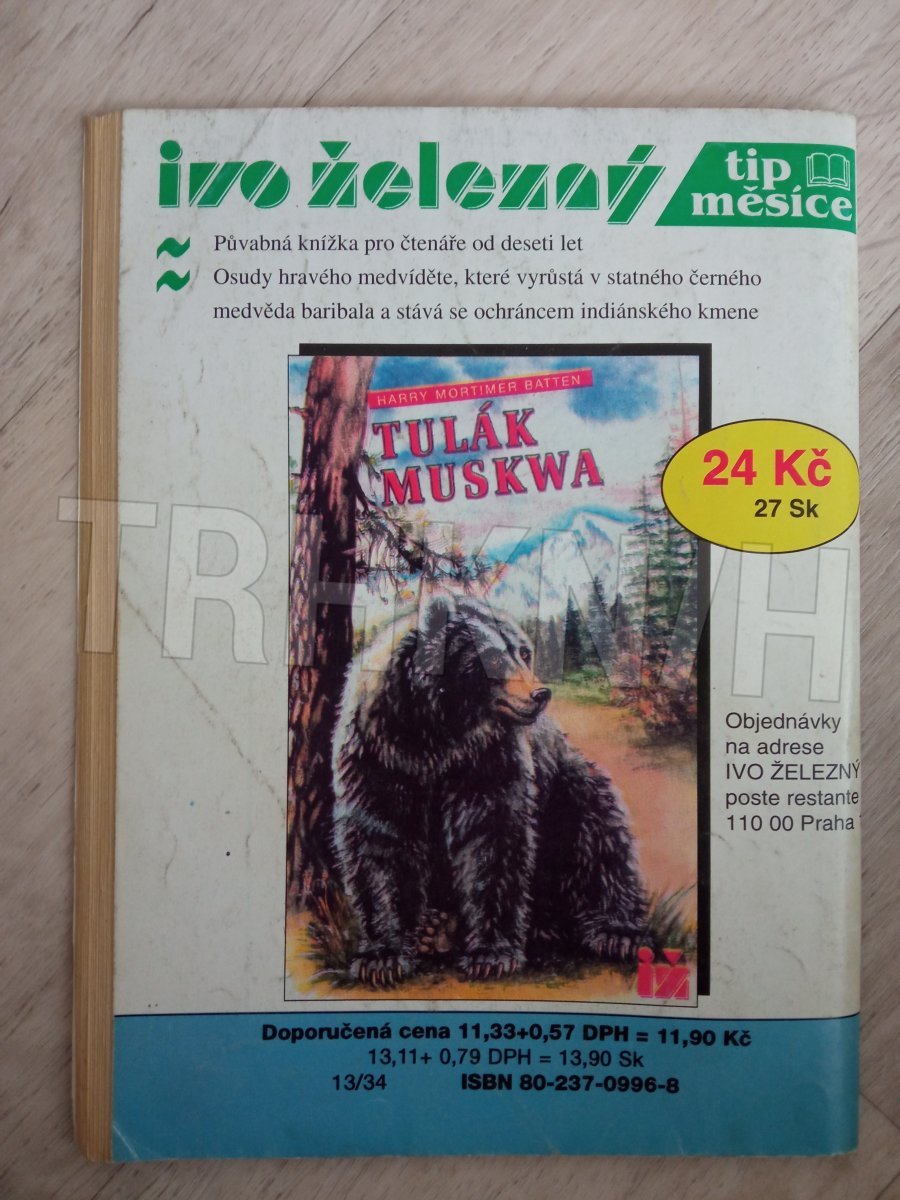 ivo železný
tip
měsíce
Půvabná knížka pro čtenáře od deseti let
Osudy hravého medvíděte, které vyrůstá v statného černého
medvěda baribala a stává se ochráncem indiánského kmene
HARRY MORTIMER BATTEN
TULÁK
MUSKWA
24 Kč
27 Sk
TRHKNIH
Objednávky
na adrese
IVO ŽELEZNÝ
poste restante
110 00 Praha
iž
Doporučená cena 11,33+0,57 DPH = 11,90 Kč
13,11+ 0,79 DPH = 13,90 Sk
13/34 ISBN 80-237-0996-8